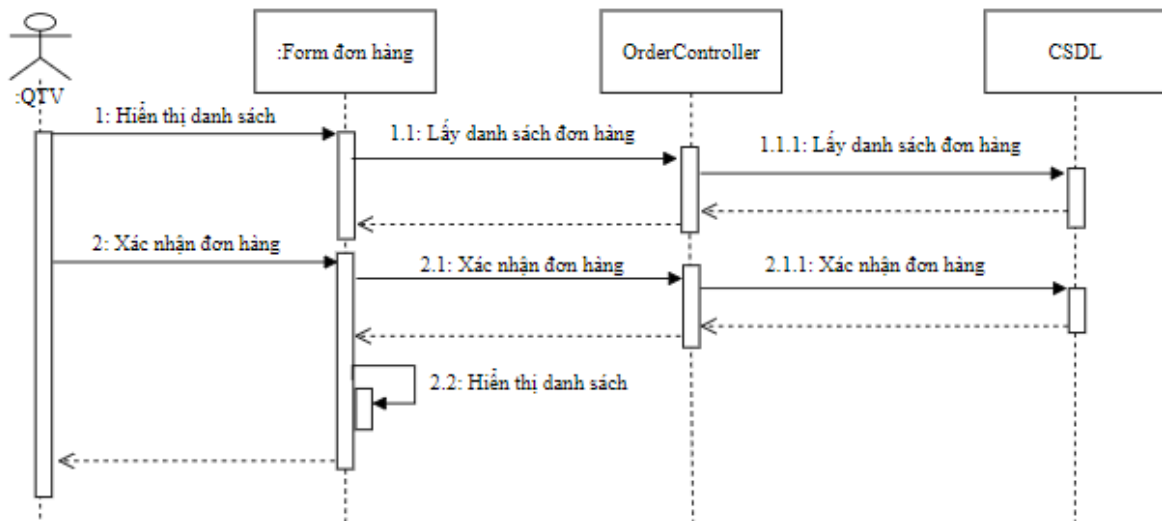 :Form đơn hàng
OrderController
CSDL
:QTV
1: Hiển thị danh sách
1.1: Lấy danh sách đơn hàng
1.1.1: Lấy danh sách đơn hàng
2: Xác nhận đơn hàng
2.1: Xác nhận đơn hàng
2.1.1: Xác nhận đơn hàng
2.2: Hiển thị danh sách